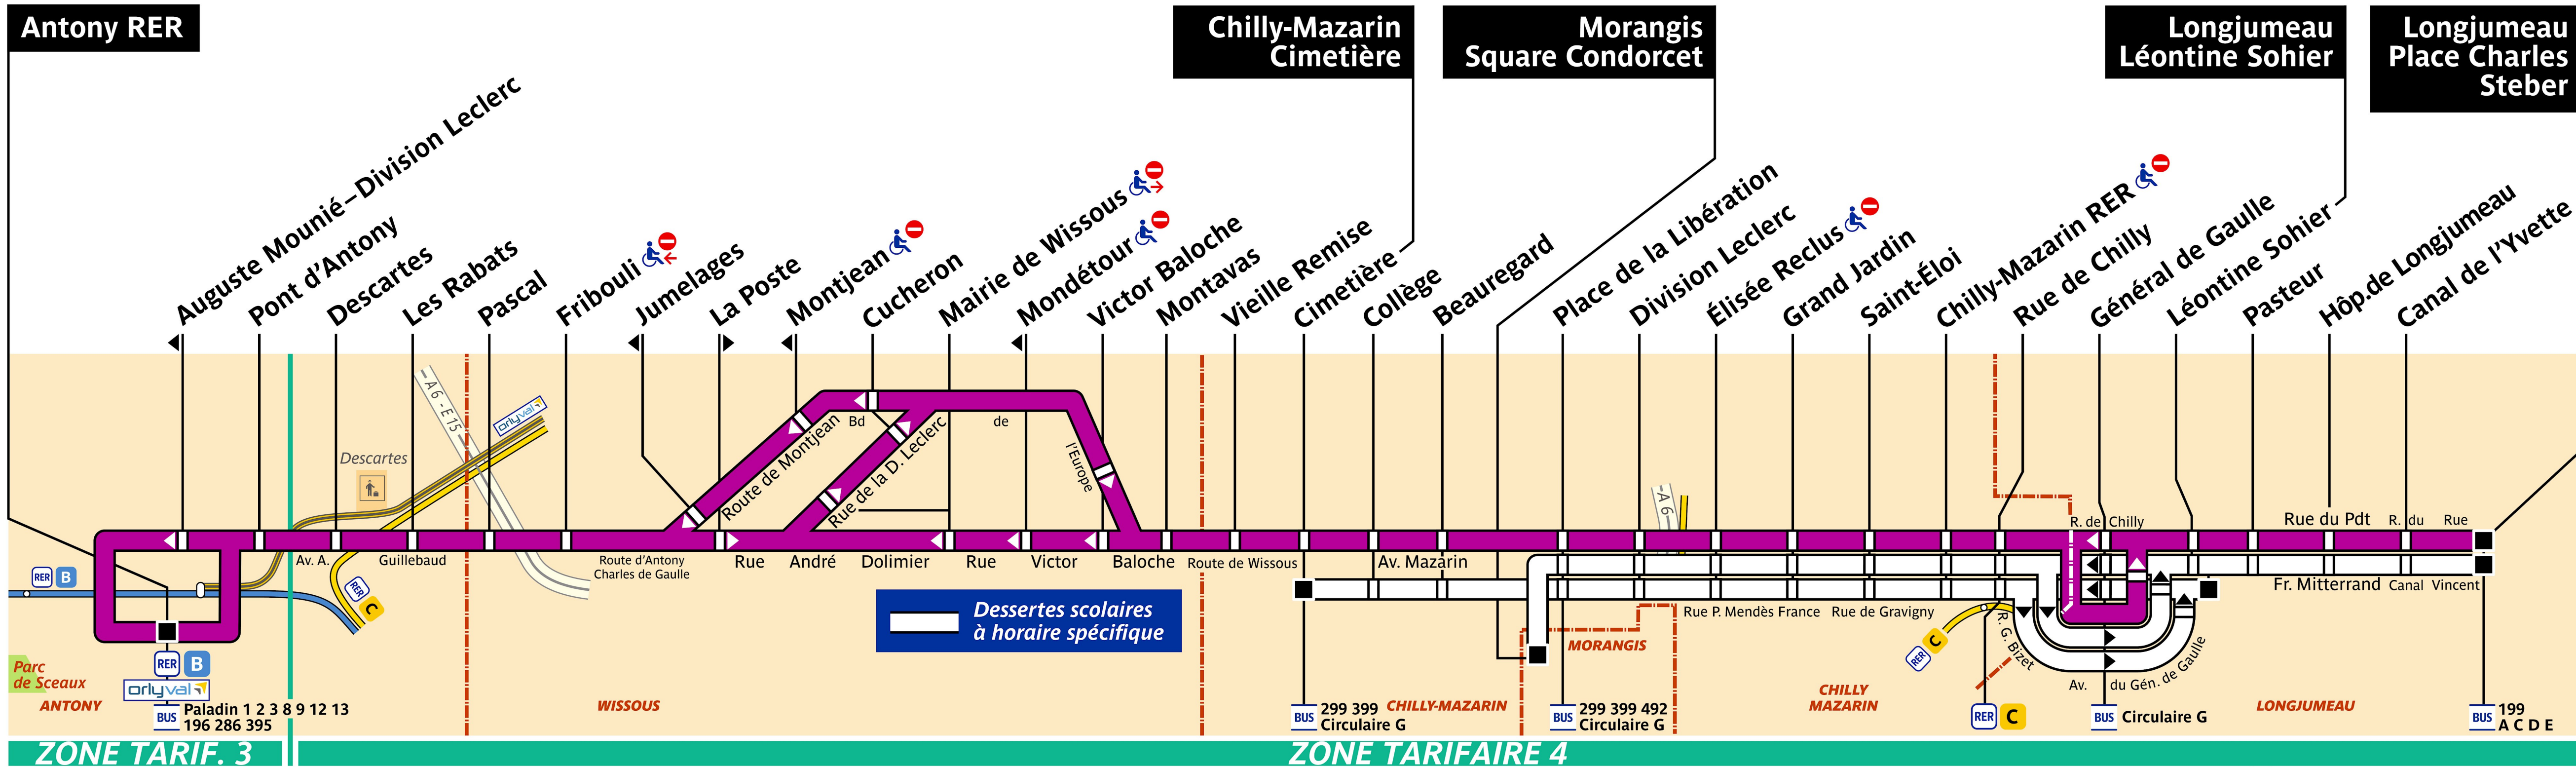 Antony RER
Chilly-Mazarin
Cimetière
Morangis
Square Condorcet
Longjumeau
Léontine Sohier
Longjumeau
Place Charles
Steber
Auguste Mounié–Division Leclerc
Pont d'Antony
Descartes
Les Rabats
Pascal
Fribouli
Jumelages
La Poste
Montjean
Cucheron
Mairie de Wissous
Mondétour
Victor Baloche
Montavas
Vieille Remise
Cimetière
Collège
Beauregard
Place de la Libération
Division Leclerc
Élisée Reclus
Grand Jardin
Saint-Éloi
Chilly-Mazarin RER
Rue de Chilly
Général de Gaulle
Léontine Sohier
Pasteur
Hôp.de Longjumeau
Canal de l'Yvette
A 6 - E 15
orlyval
Descartes
Route de Montjean
Bd
de
l'Europe
Rue de la D. Leclerc
A 6
R. de Chilly
Rue du Pdt
R. du
Rue
Av. A.
Guillebaud
Route d'Antony
Charles de Gaulle
Rue
André
Dolimier
Rue
Victor
Baloche
Route de Wissous
Av. Mazarin
RER B
RER C
Fr. Mitterrand
Canal
Vincent
Dessertes scolaires
à horaire spécifique
Rue P. Mendès France
Rue de Gravigny
R. G. Bizet
RER C
Av.
du Gén. de Gaulle
Parc
de Sceaux
RER B
orlyval
ANTONY
BUS
Paladin 1 2 3 8 9 12 13
196 286 395
WISSOUS
BUS
299 399
Circulaire G
CHILLY-MAZARIN
MORANGIS
BUS
299 399 492
Circulaire G
CHILLY
MAZARIN
RER C
BUS
Circulaire G
LONGJUMEAU
BUS
199
A C D E
ZONE TARIF. 3
ZONE TARIFAIRE 4